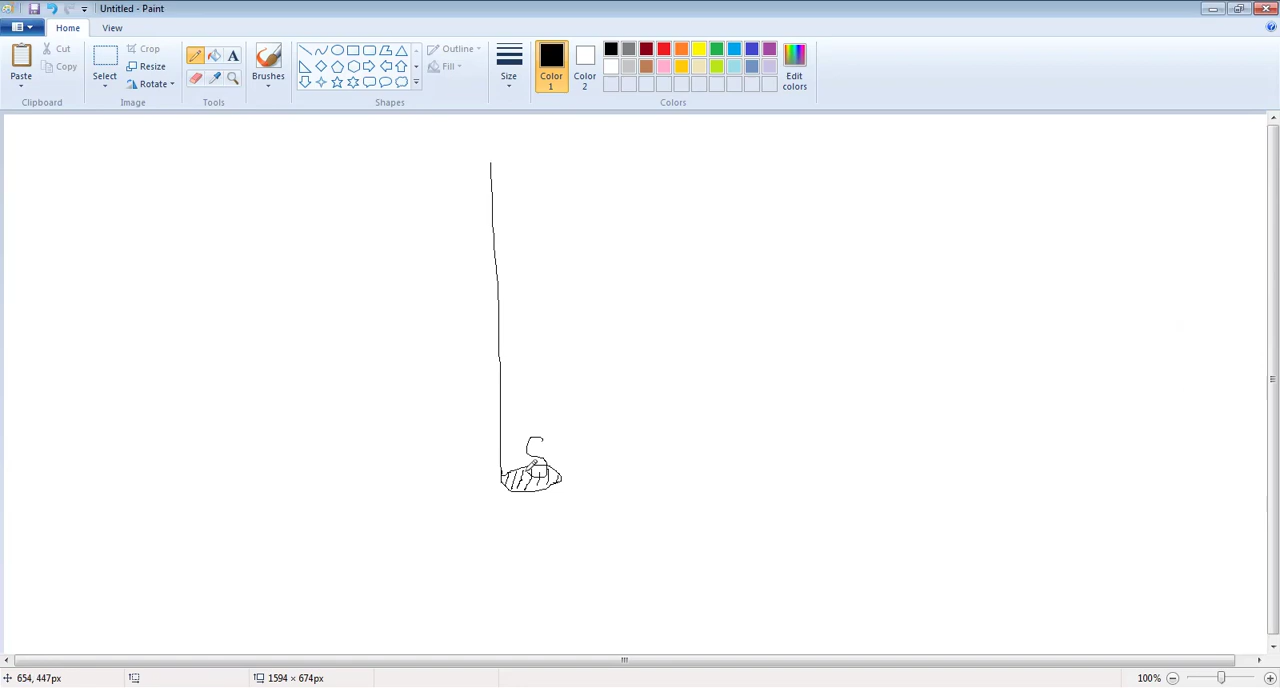 Untitled - Paint
Home View
Paste
Cut
Copy
Clipboard
Select
Crop
Resize
Rotate
Image
A
Tools
Brushes
Outline
Fill
Shapes
Size
Color
1
Color
2
Edit
colors
Colors
654, 447px
1594 × 674px
100%